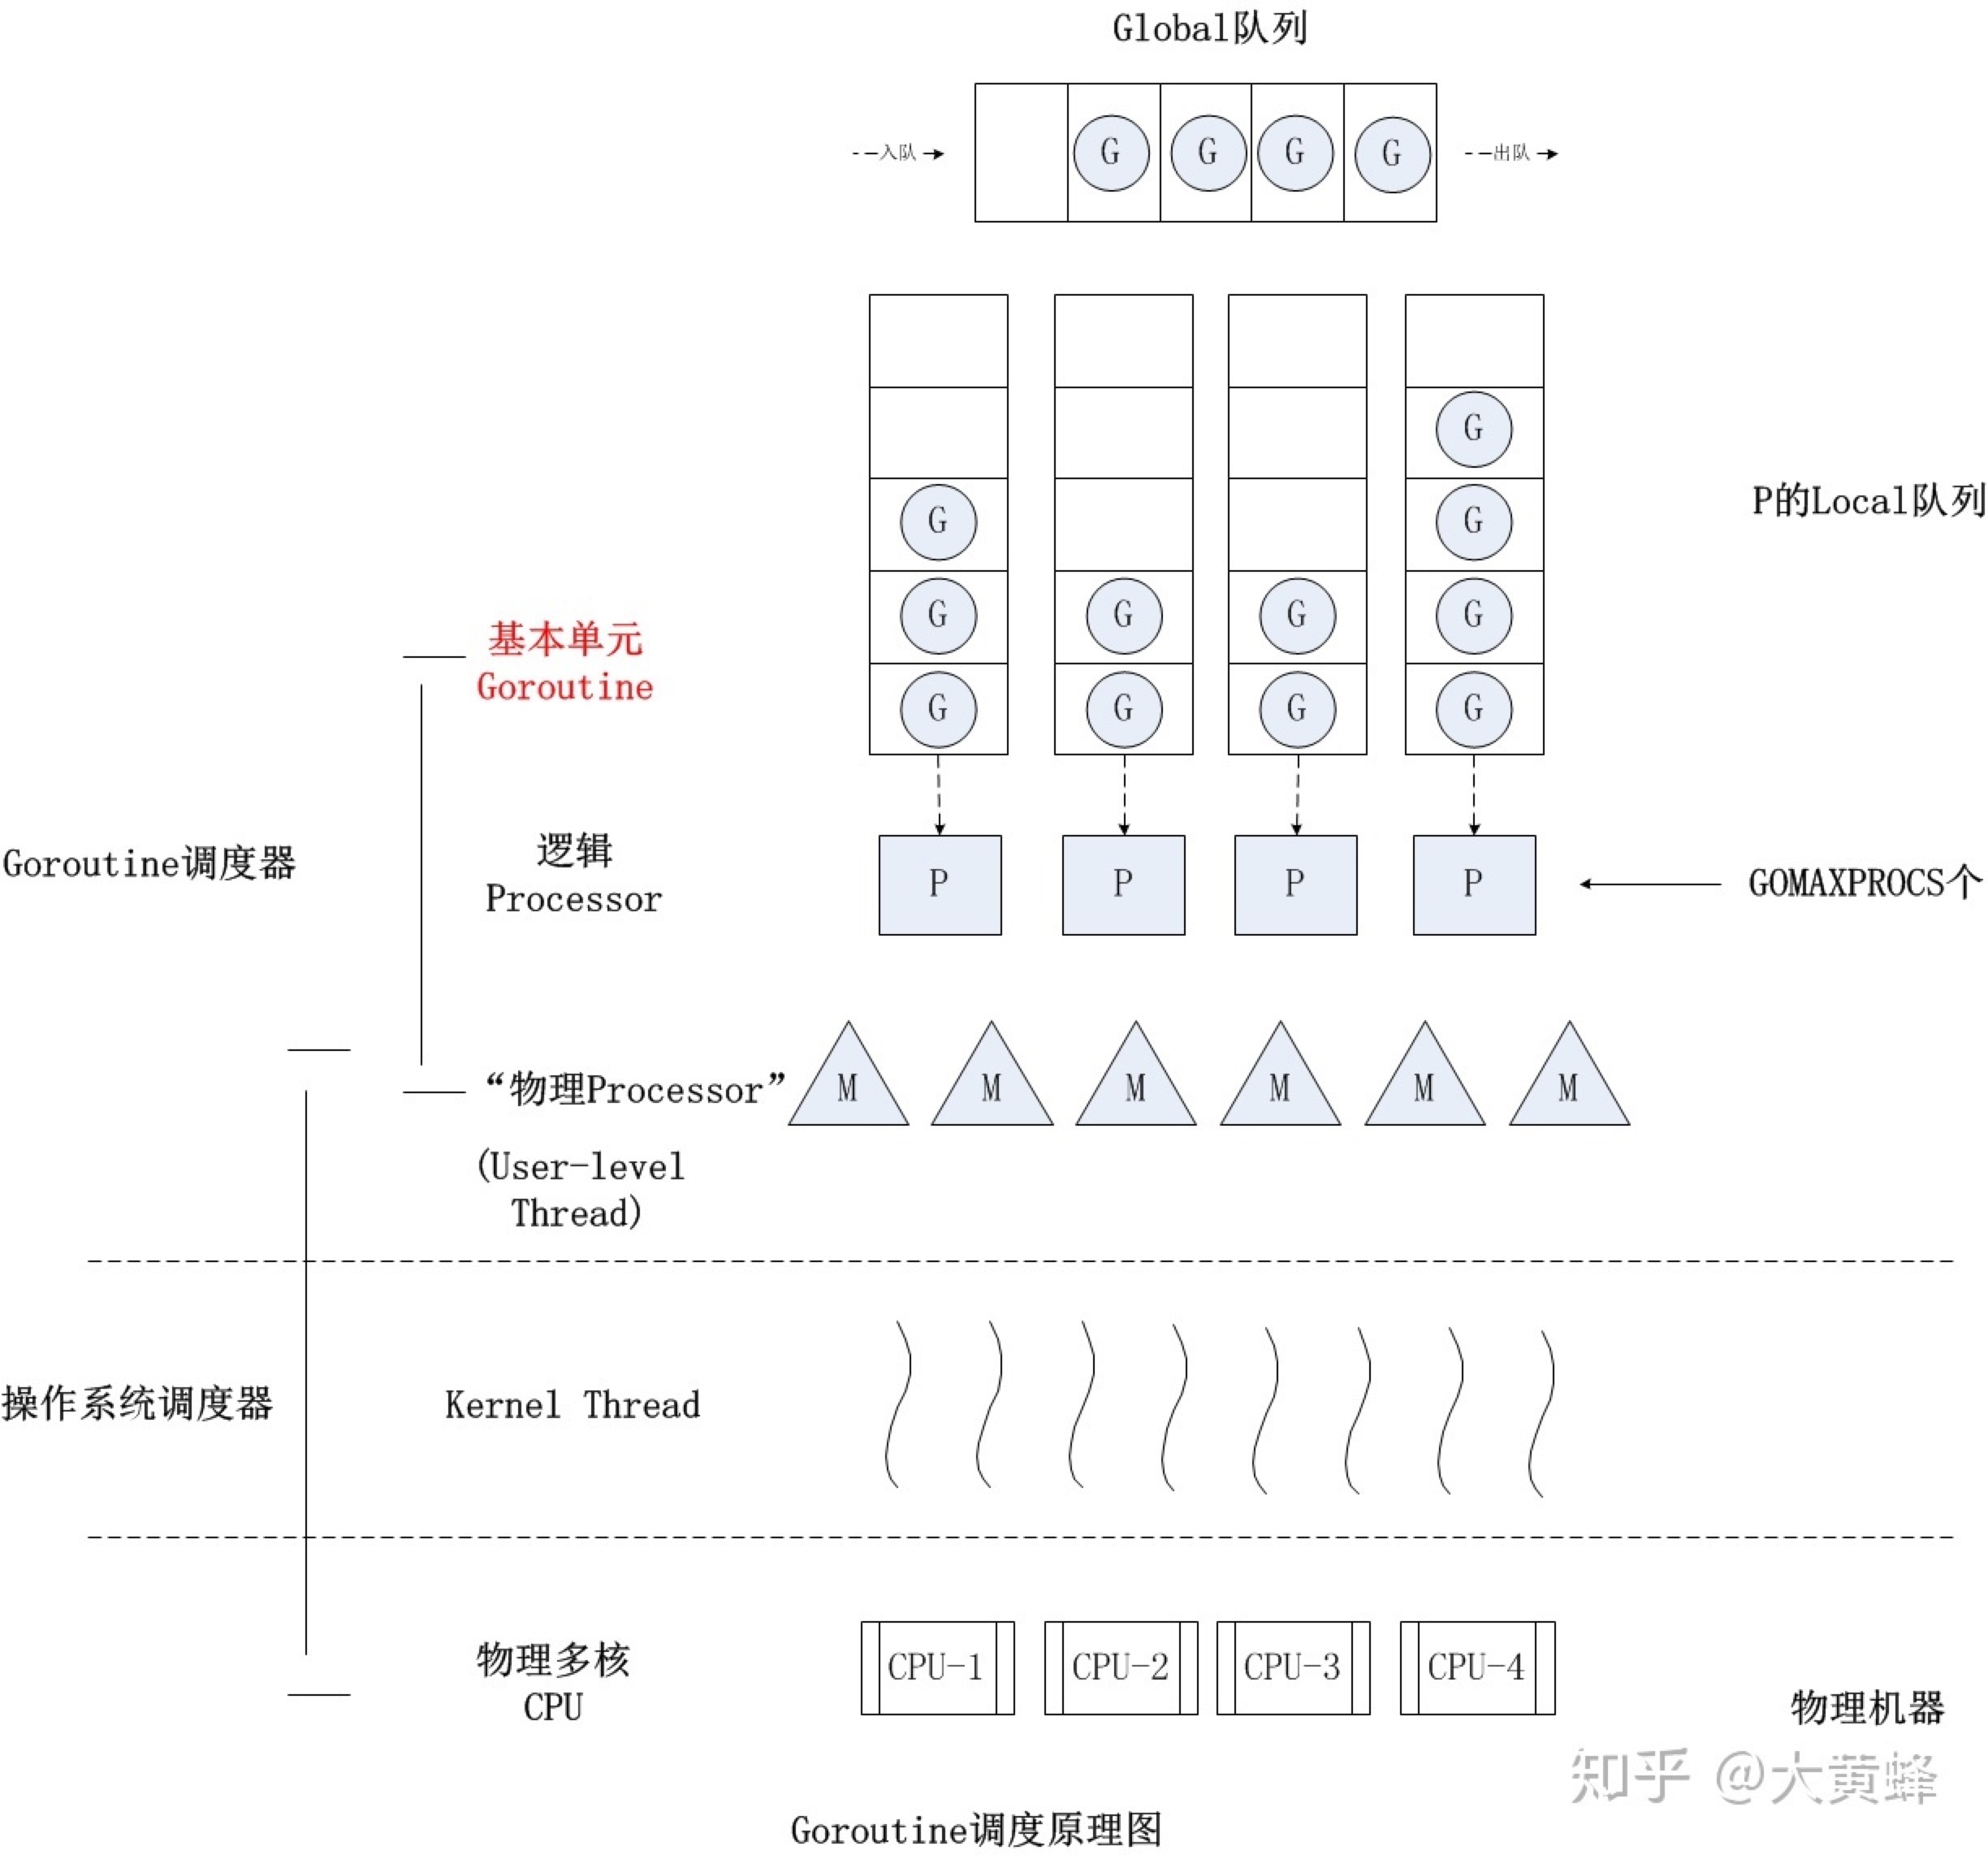 Global队列
入队
G G G G
出队
G
G G
P的Local队列
G G G G
基本单元
Goroutine
G G G G
Goroutine调度器
逻辑
Processor
P P P P
GOMAXPROCS个
“物理Processor”
M M M M M M
(User-level
Thread)
操作系统调度器
Kernel Thread
物理多核
CPU
CPU-1 CPU-2 CPU-3 CPU-4
物理机器
知乎 @大黄蜂
Goroutine调度原理图